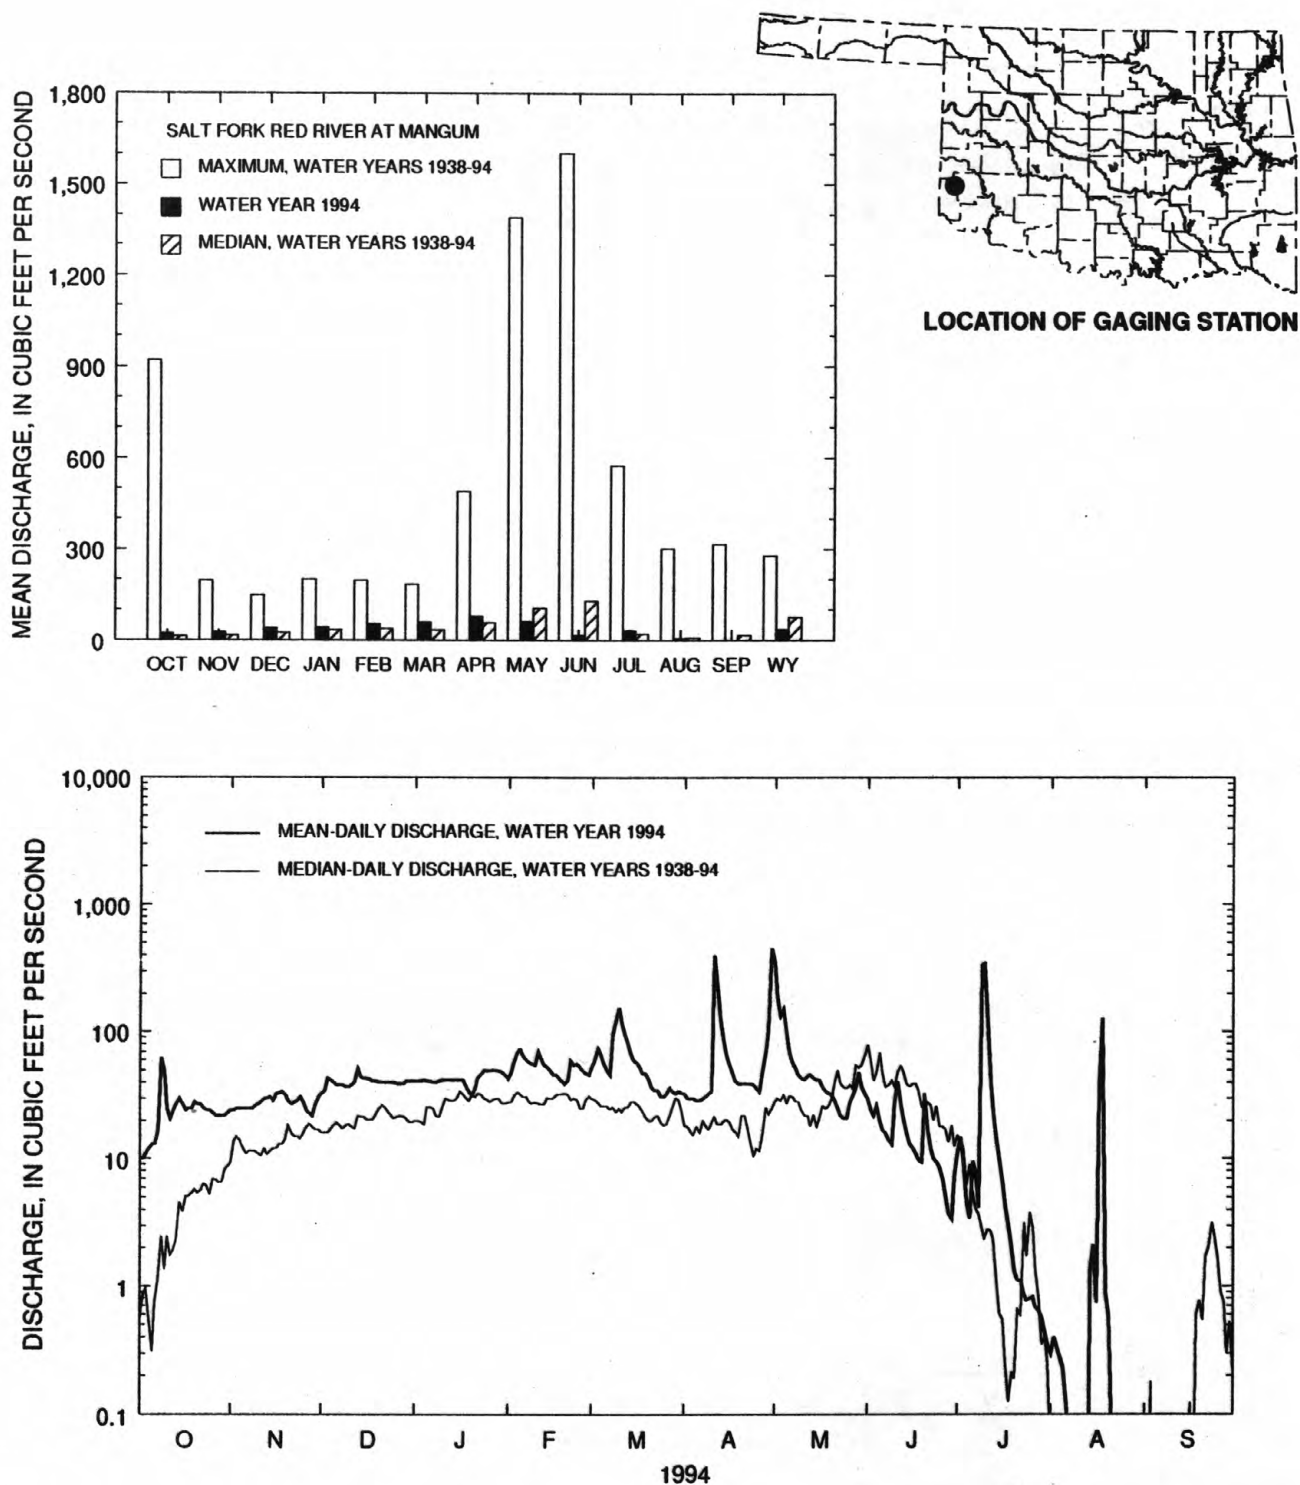 SALT FORK RED RIVER AT MANGUM
MAXIMUM, WATER YEARS 1938-94
WATER YEAR 1994
MEDIAN, WATER YEARS 1938-94
MEAN DISCHARGE, IN CUBIC FEET PER SECOND
1,800
1,500
1,200
900
600
300
0
OCT NOV DEC JAN FEB MAR APR MAY JUN JUL AUG SEP WY
LOCATION OF GAGING STATION
MEAN-DAILY DISCHARGE, WATER YEAR 1994
MEDIAN-DAILY DISCHARGE, WATER YEARS 1938-94
DISCHARGE, IN CUBIC FEET PER SECOND
10,000
1,000
100
10
1
0.1
O N D J F M A M J J A S
1994